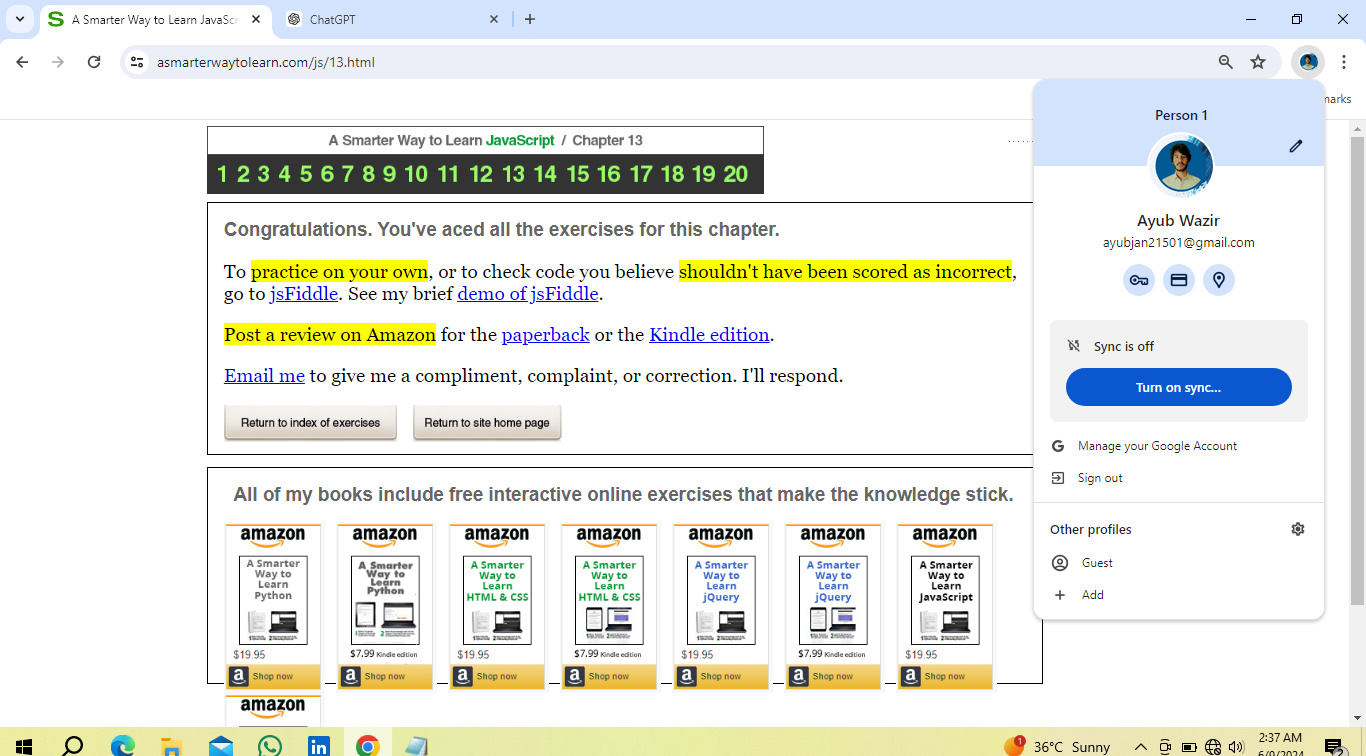 A Smarter Way to Learn JavaScr
ChatGPT
asmarterwaytolearn.com/js/13.html
marks
A Smarter Way to Learn JavaScript / Chapter 13
1 2 3 4 5 6 7 8 9 10 11 12 13 14 15 16 17 18 19 20
Congratulations. You've aced all the exercises for this chapter.
To practice on your own, or to check code you believe shouldn't have been scored as incorrect,
go to jsFiddle. See my brief demo of jsFiddle.
Post a review on Amazon for the paperback or the Kindle edition.
Email me to give me a compliment, complaint, or correction. I'll respond.
Return to index of exercises
Return to site home page
All of my books include free interactive online exercises that make the knowledge stick.
amazon
A Smarter
Way to
Learn
Python
$19.95
Shop now
amazon
A Smarter
Way to
Learn
Python
$7.99 Kindle edition
Shop now
amazon
A Smarter
Way to
Learn
HTML & CSS
$19.95
Shop now
amazon
A Smarter
Way to
Learn
HTML & CSS
$7.99 Kindle edition
Shop now
amazon
A Smarter
Way to
Learn
jQuery
$19.95
Shop now
amazon
A Smarter
Way to
Learn
jQuery
$7.99 Kindle edition
Shop now
amazon
A Smarter
Way to
Learn
JavaScript
$19.95
Shop now
amazon
Person 1
Ayub Wazir
ayubjan21501@gmail.com
Sync is off
Turn on sync...
Manage your Google Account
Sign out
Other profiles
Guest
Add
1
36°C Sunny
2:37 AM
6/9/2024
2